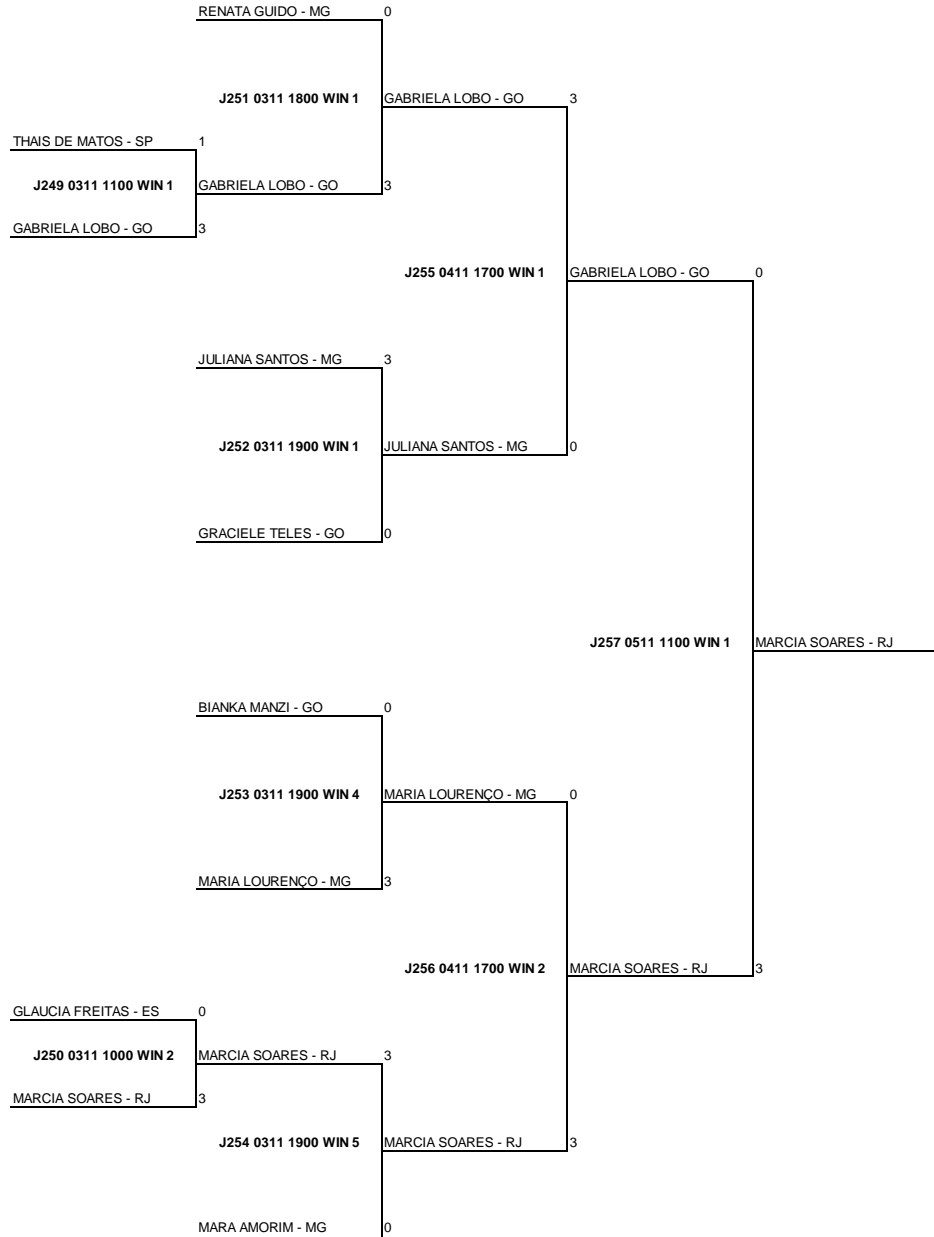 RENATA GUIDO - MG 0
J251 0311 1800 WIN 1 GABRIELA LOBO - GO 3
THAIS DE MATOS - SP 1
J249 0311 1100 WIN 1 GABRIELA LOBO - GO 3
GABRIELA LOBO - GO 3
J255 0411 1700 WIN 1 GABRIELA LOBO - GO 0
JULIANA SANTOS - MG 3
J252 0311 1900 WIN 1 JULIANA SANTOS - MG 0
GRACIELE TELES - GO 0
J257 0511 1100 WIN 1 MARCIA SOARES - RJ
BIANKA MANZI - GO 0
J253 0311 1900 WIN 4 MARIA LOURENÇO - MG 0
MARIA LOURENÇO - MG 3
J256 0411 1700 WIN 2 MARCIA SOARES - RJ 3
GLAUCIA FREITAS - ES 0
J250 0311 1000 WIN 2 MARCIA SOARES - RJ 3
MARCIA SOARES - RJ 3
J254 0311 1900 WIN 5 MARCIA SOARES - RJ 3
MARA AMORIM - MG 0